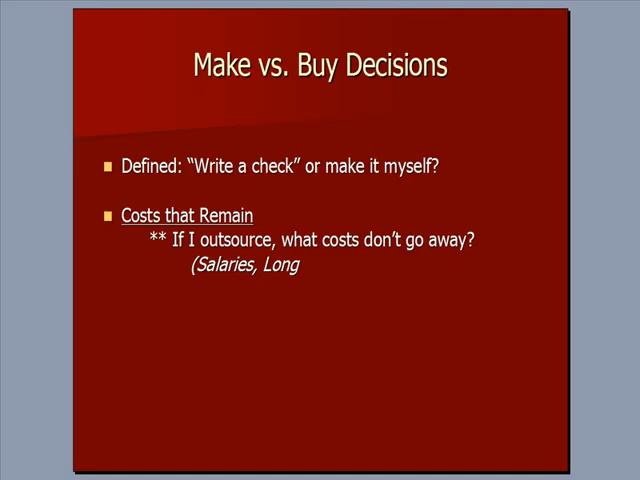 Make vs. Buy Decisions
Defined: “Write a check” or make it myself?
Costs that Remain
** If I outsource, what costs don’t go away?
(Salaries, Long